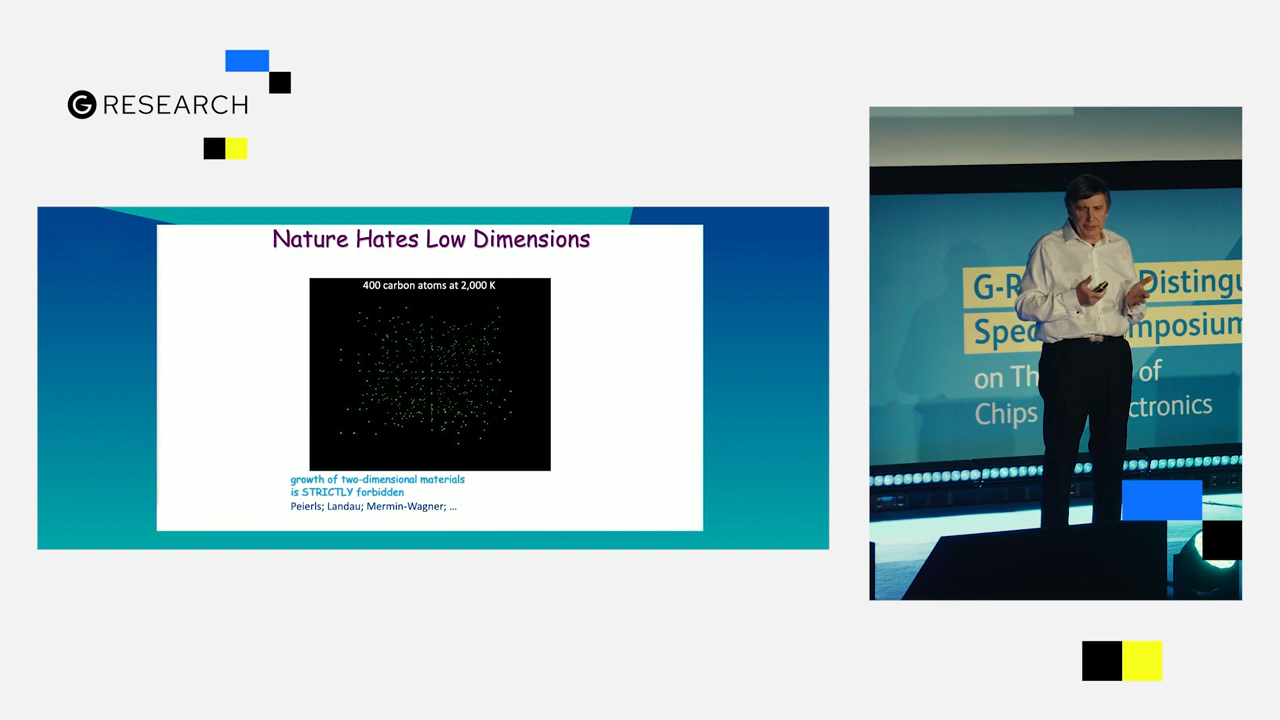 G RESEARCH
Nature Hates Low Dimensions
400 carbon atoms at 2,000 K
growth of two-dimensional materials
is STRICTLY forbidden
Peierls; Landau; Mermin-Wagner; ...
G-R Distingu
Spec mposium
on Th of
Chips ctronics